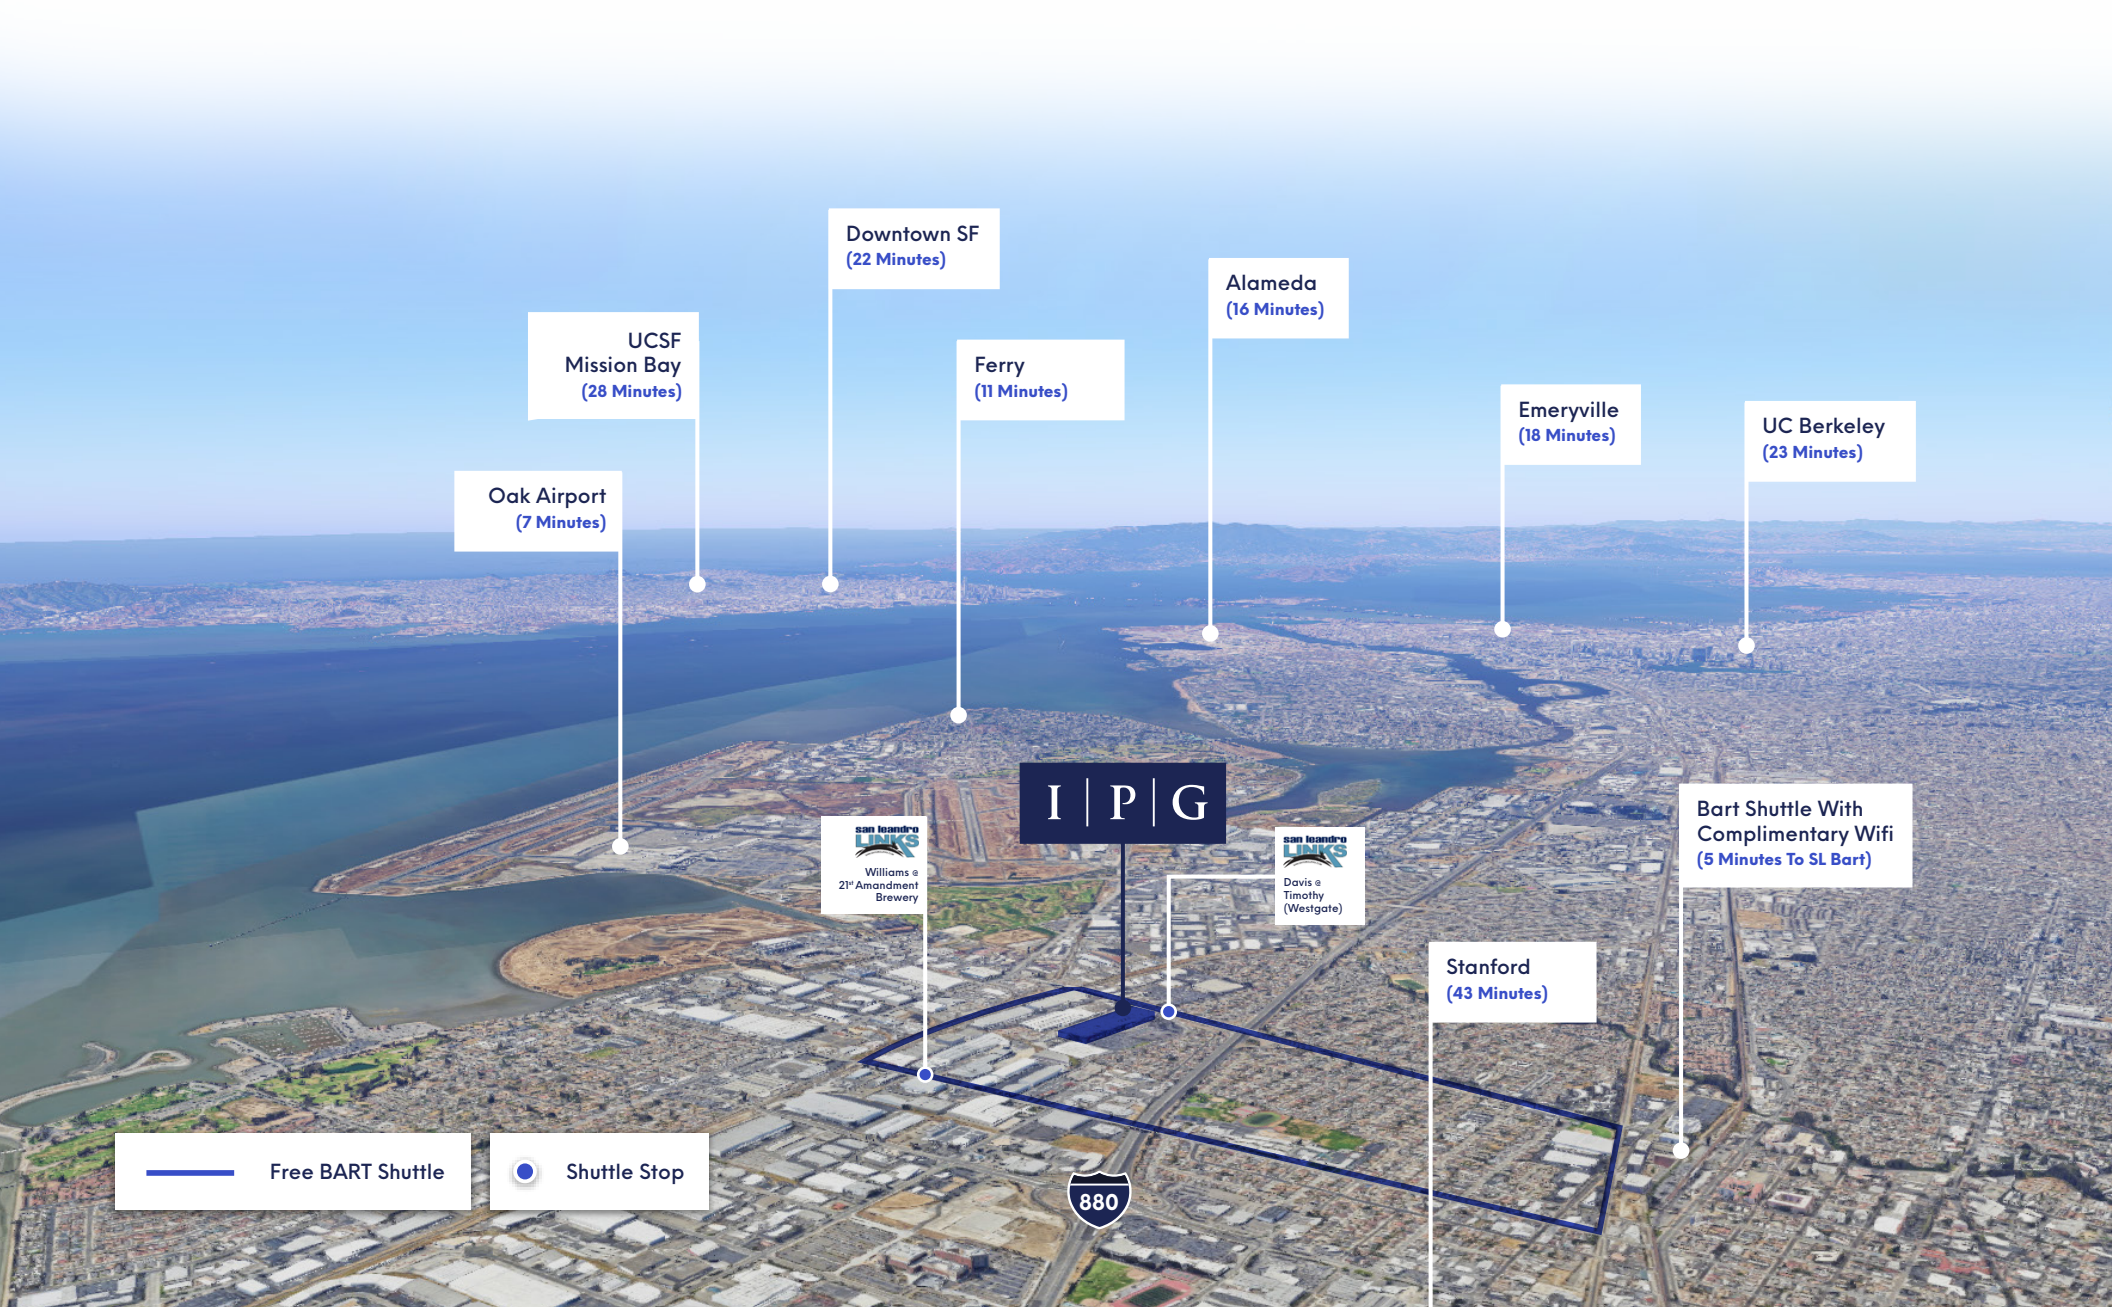 Downtown SF
(22 Minutes)
Alameda
(16 Minutes)
UCSF
Mission Bay
(28 Minutes)
Ferry
(11 Minutes)
Emeryville
(18 Minutes)
UC Berkeley
(23 Minutes)
Oak Airport
(7 Minutes)
I|P|G
Bart Shuttle With
Complimentary Wifi
(5 Minutes To SL Bart)
san leandro
LINKS
Williams @
21st Amandment
Brewery
san leandro
LINKS
Davis @
Timothy
(Westgate)
Stanford
(43 Minutes)
Free BART Shuttle
Shuttle Stop
880